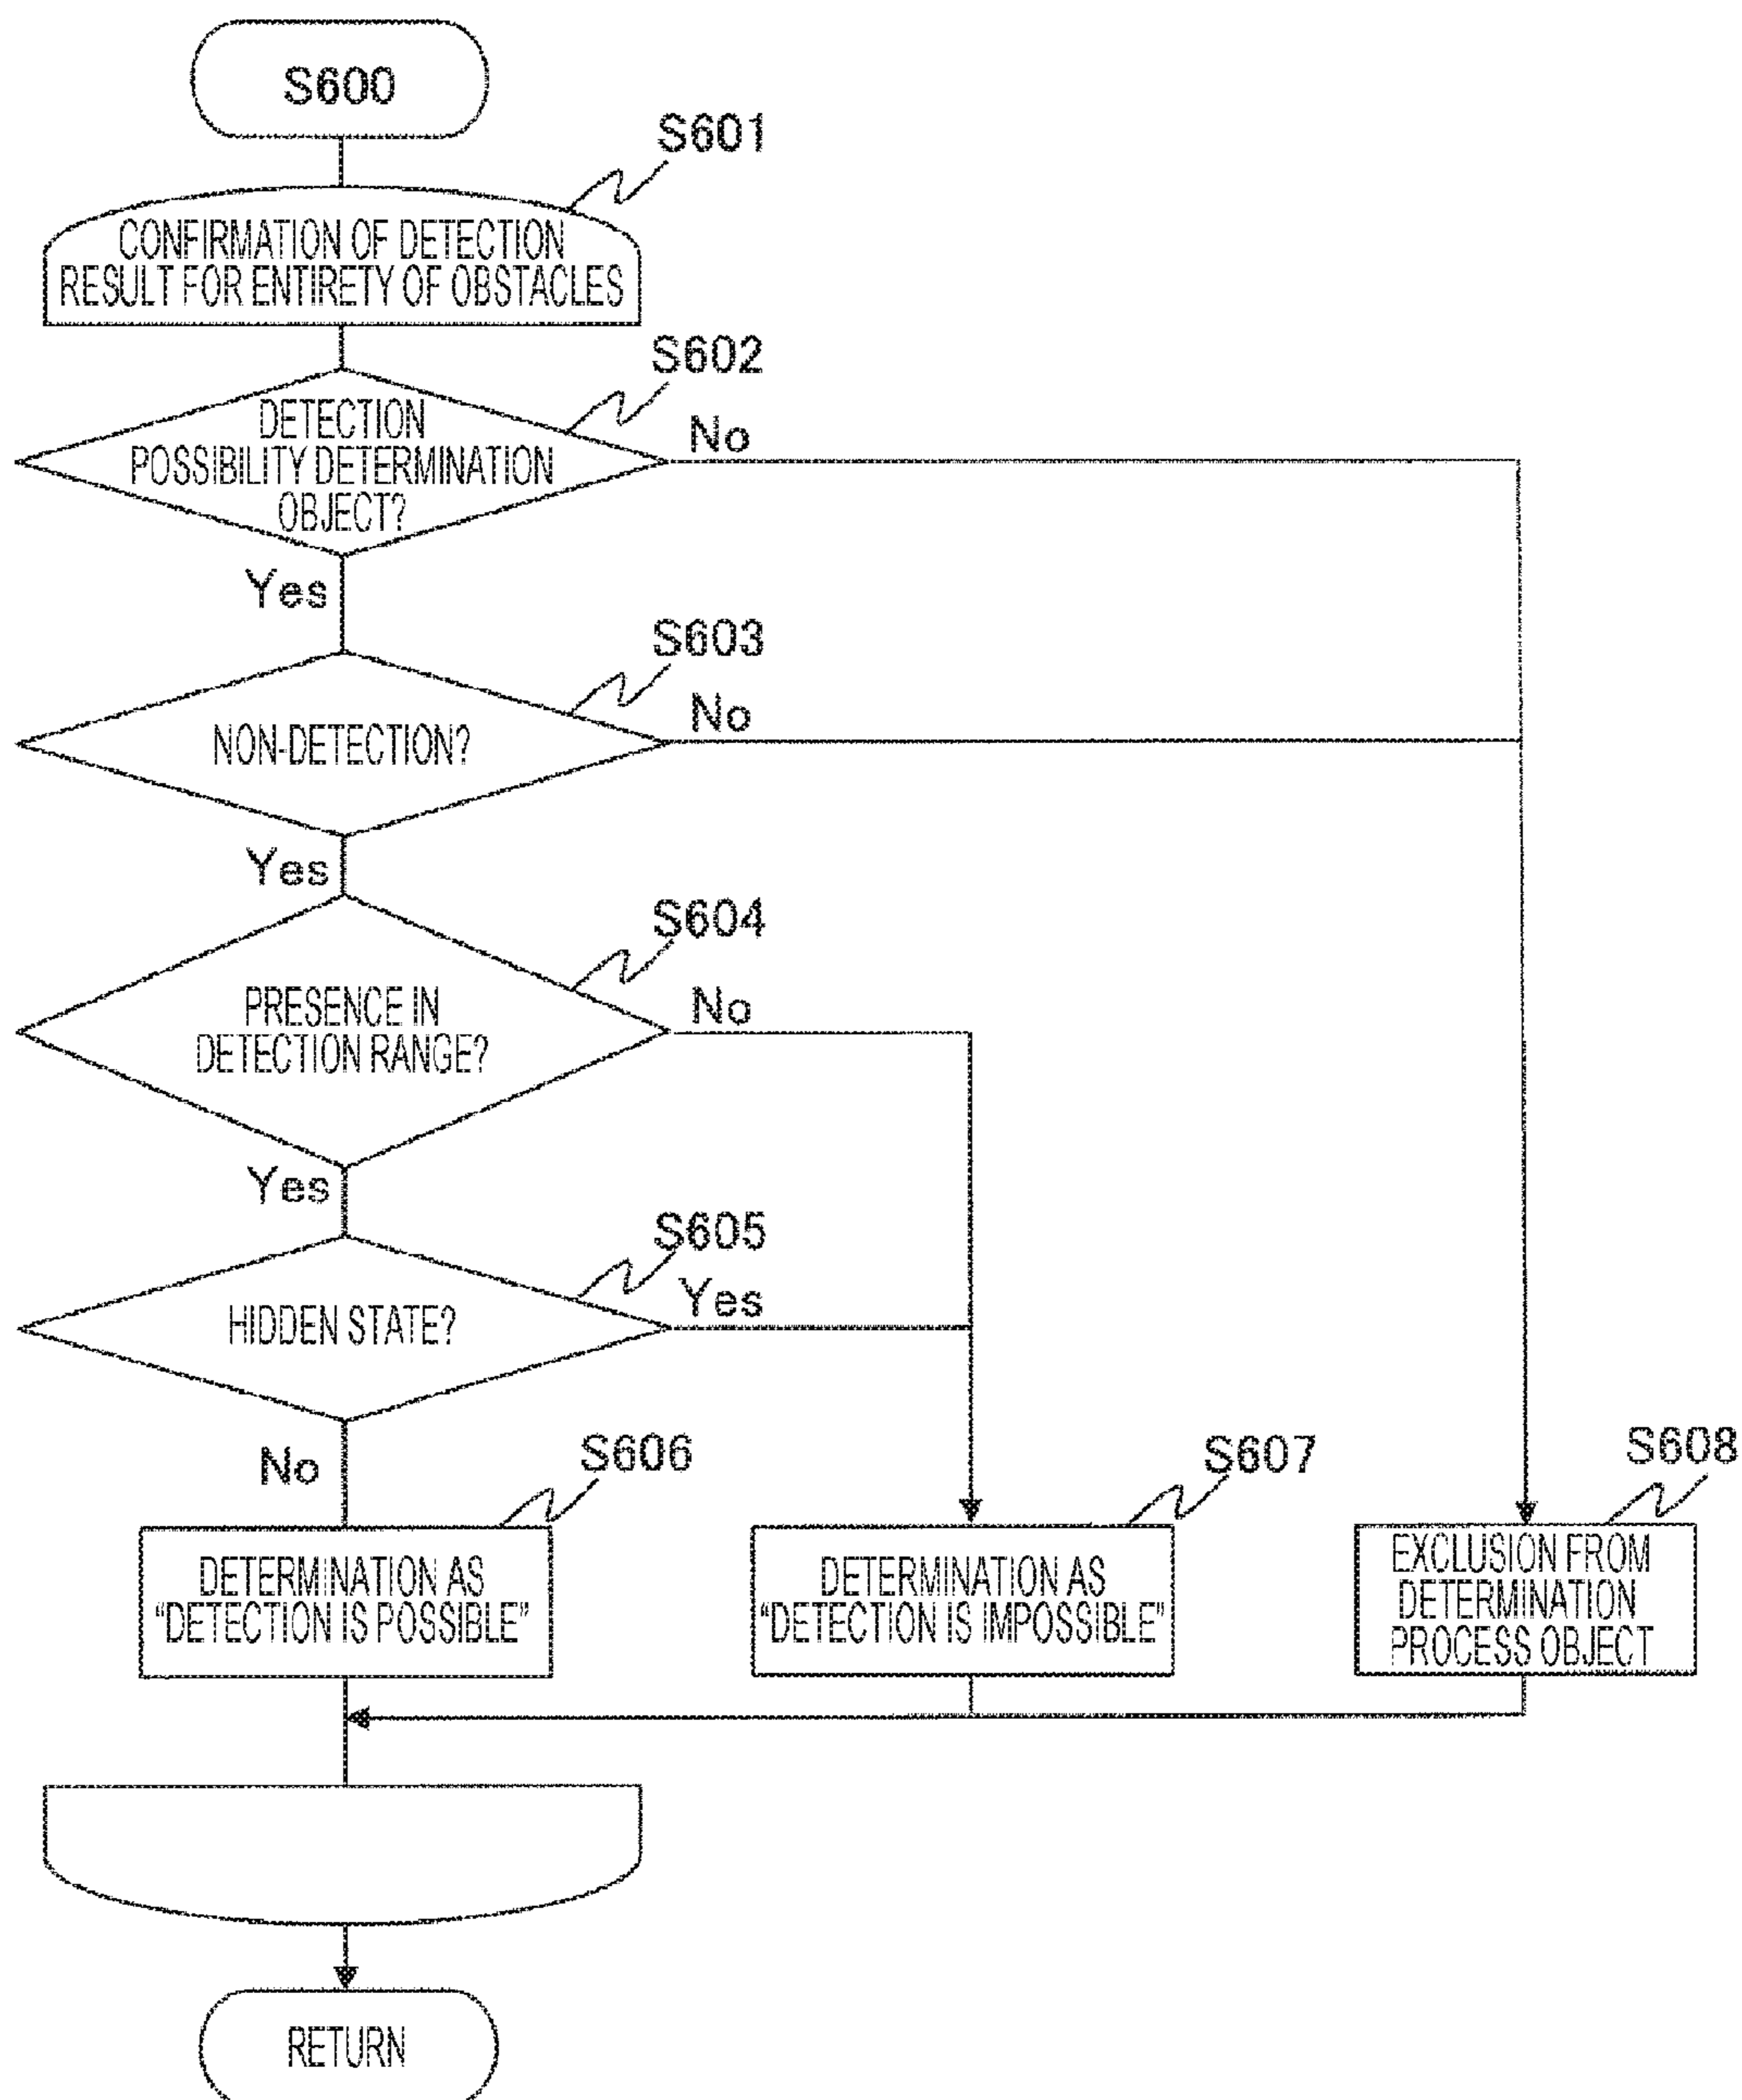 S600
S601
CONFIRMATION OF DETECTION
RESULT FOR ENTIRETY OF OBSTACLES
S602
DETECTION
POSSIBILITY DETERMINATION
OBJECT?
No
Yes
S603
NON-DETECTION?
No
Yes
S604
PRESENCE IN
DETECTION RANGE?
No
Yes
S605
HIDDEN STATE?
Yes
No
S606
DETERMINATION AS
“DETECTION IS POSSIBLE”
S607
DETERMINATION AS
“DETECTION IS IMPOSSIBLE”
S608
EXCLUSION FROM
DETERMINATION
PROCESS OBJECT
RETURN